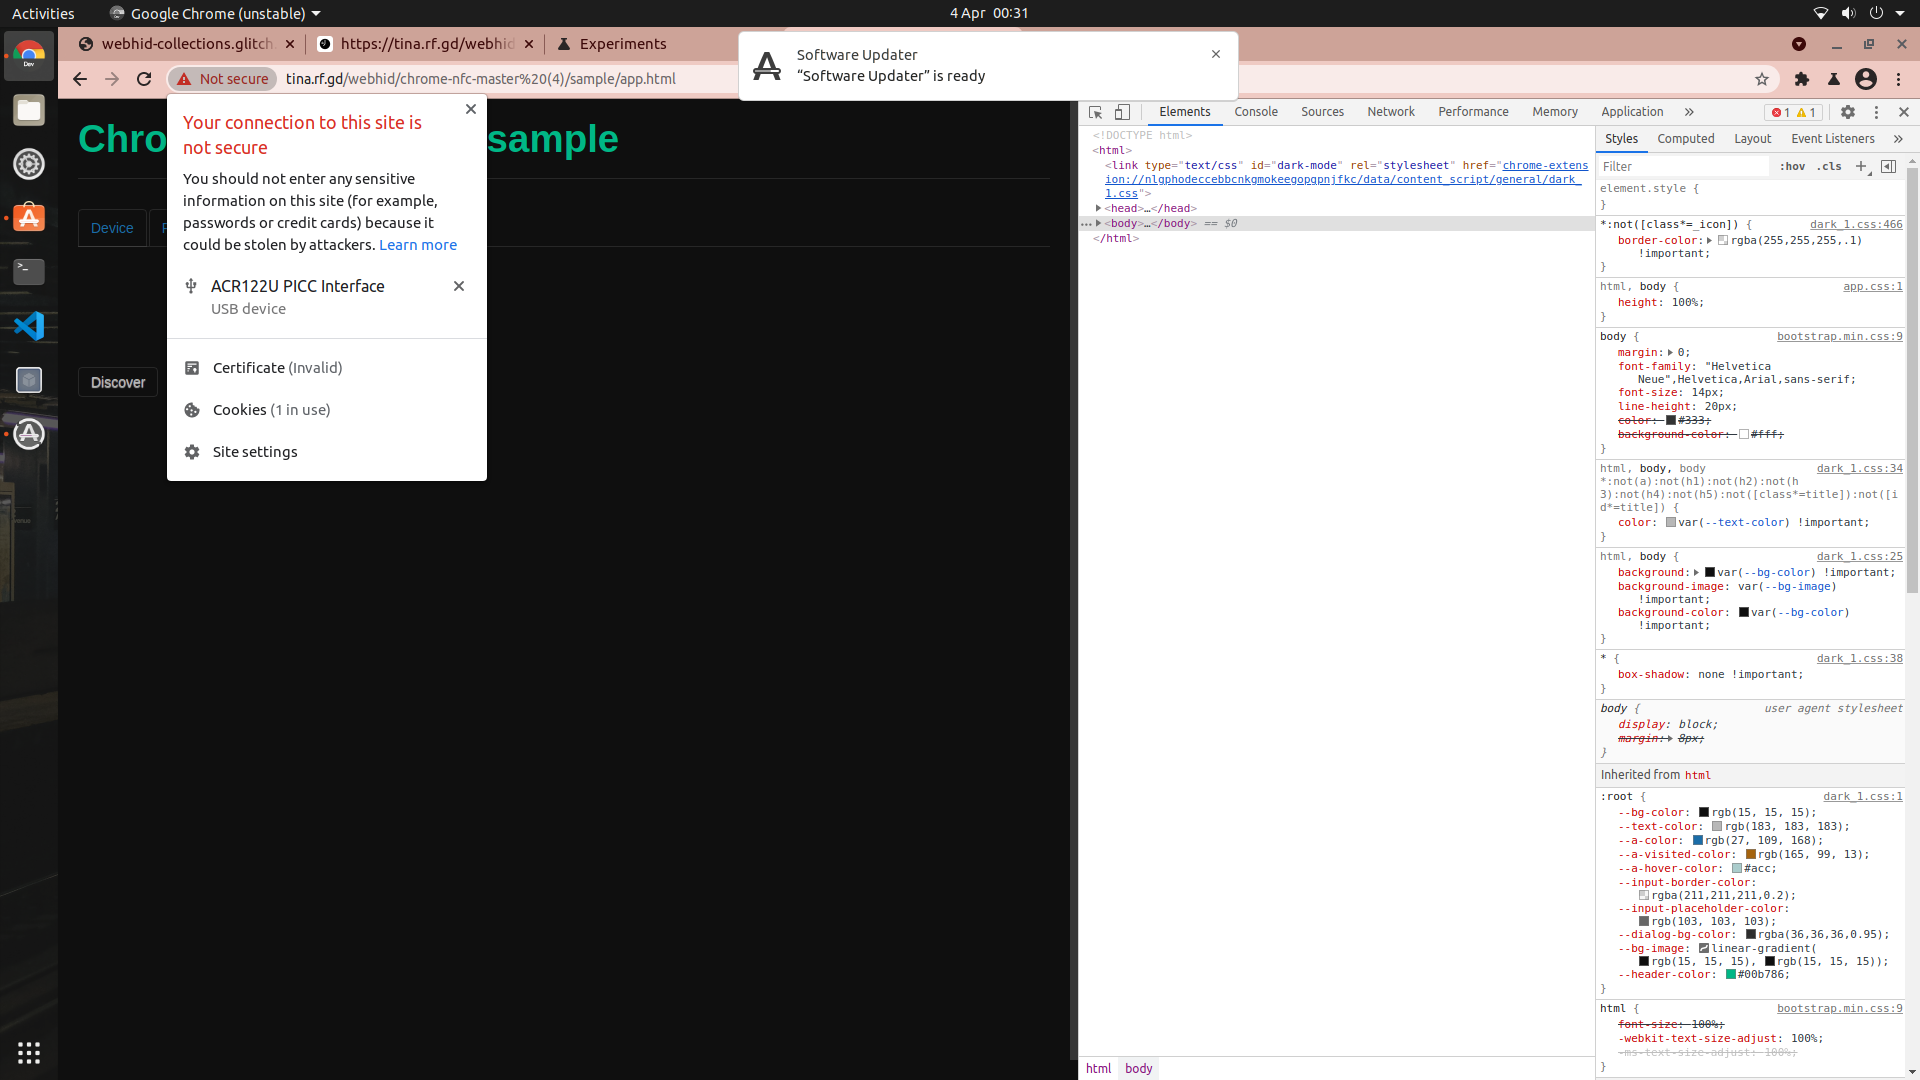 Activities
Google Chrome (unstable)
4 Apr 00:31
webhid-collections.glitch
https://tina.rf.gd/webhid
Experiments
Software Updater
“Software Updater” is ready
Not secure
tina.rf.gd/webhid/chrome-nfc-master%20(4)/sample/app.html
Your connection to this site is
not secure
You should not enter any sensitive
information on this site (for example,
passwords or credit cards) because it
could be stolen by attackers. Learn more
ACR122U PICC Interface
USB device
Certificate (Invalid)
Cookies (1 in use)
Site settings
Chro
sample
Device
Discover
Elements
Console
Sources
Network
Performance
Memory
Application
1
1
<!DOCTYPE html>
<html>
<link type="text/css" id="dark-mode" rel="stylesheet" href="chrome-extens
ion://nlgphodeccebbcnkgmokeegopgpnjfkc/data/content_script/general/dark_
1.css">
<head>…</head>
<body>…</body> == $0
</html>
html
body
Styles
Computed
Layout
Event Listeners
Filter
:hov
.cls
element.style {
}
*:not([class*=_icon]) {
dark_1.css:466
border-color: rgba(255,255,255,.1)
!important;
}
html, body {
app.css:1
height: 100%;
}
body {
bootstrap.min.css:9
margin: 0;
font-family: "Helvetica
Neue",Helvetica,Arial,sans-serif;
font-size: 14px;
line-height: 20px;
color: #333;
background-color: #fff;
}
html, body, body
dark_1.css:34
*:not(a):not(h1):not(h2):not(h
3):not(h4):not(h5):not([class*=title]):not([i
d*=title]) {
color: var(--text-color) !important;
}
html, body {
dark_1.css:25
background: var(--bg-color) !important;
background-image: var(--bg-image)
!important;
background-color: var(--bg-color)
!important;
}
* {
dark_1.css:38
box-shadow: none !important;
}
body {
user agent stylesheet
display: block;
margin: 8px;
}
Inherited from html
:root {
dark_1.css:1
--bg-color: rgb(15, 15, 15);
--text-color: rgb(183, 183, 183);
--a-color: rgb(27, 109, 168);
--a-visited-color: rgb(165, 99, 13);
--a-hover-color: #acc;
--input-border-color:
rgba(211,211,211,0.2);
--input-placeholder-color:
rgb(103, 103, 103);
--dialog-bg-color: rgba(36,36,36,0.95);
--bg-image: linear-gradient(
rgb(15, 15, 15), rgb(15, 15, 15));
--header-color: #00b786;
}
html {
bootstrap.min.css:9
font-size: 100%;
-webkit-text-size-adjust: 100%;
-ms-text-size-adjust: 100%;
}